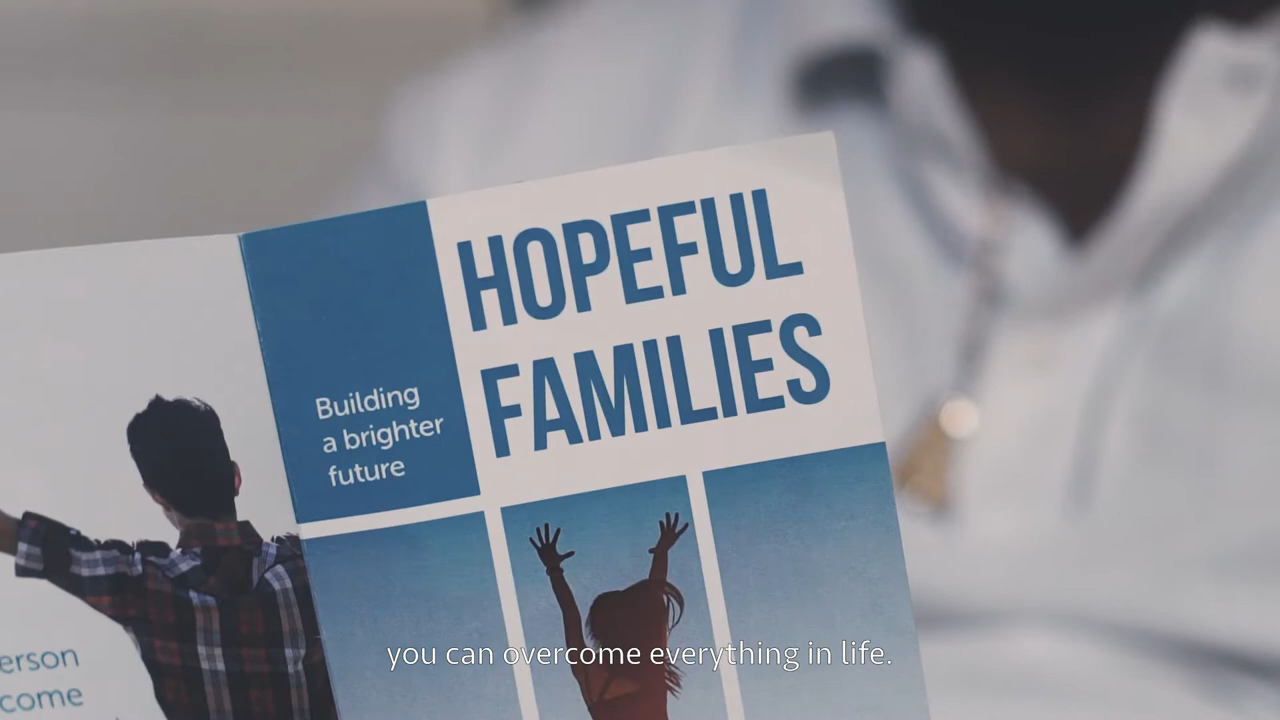 HOPEFUL
FAMILIES
Building
a brighter
future
erson
come
you can overcome everything in life.